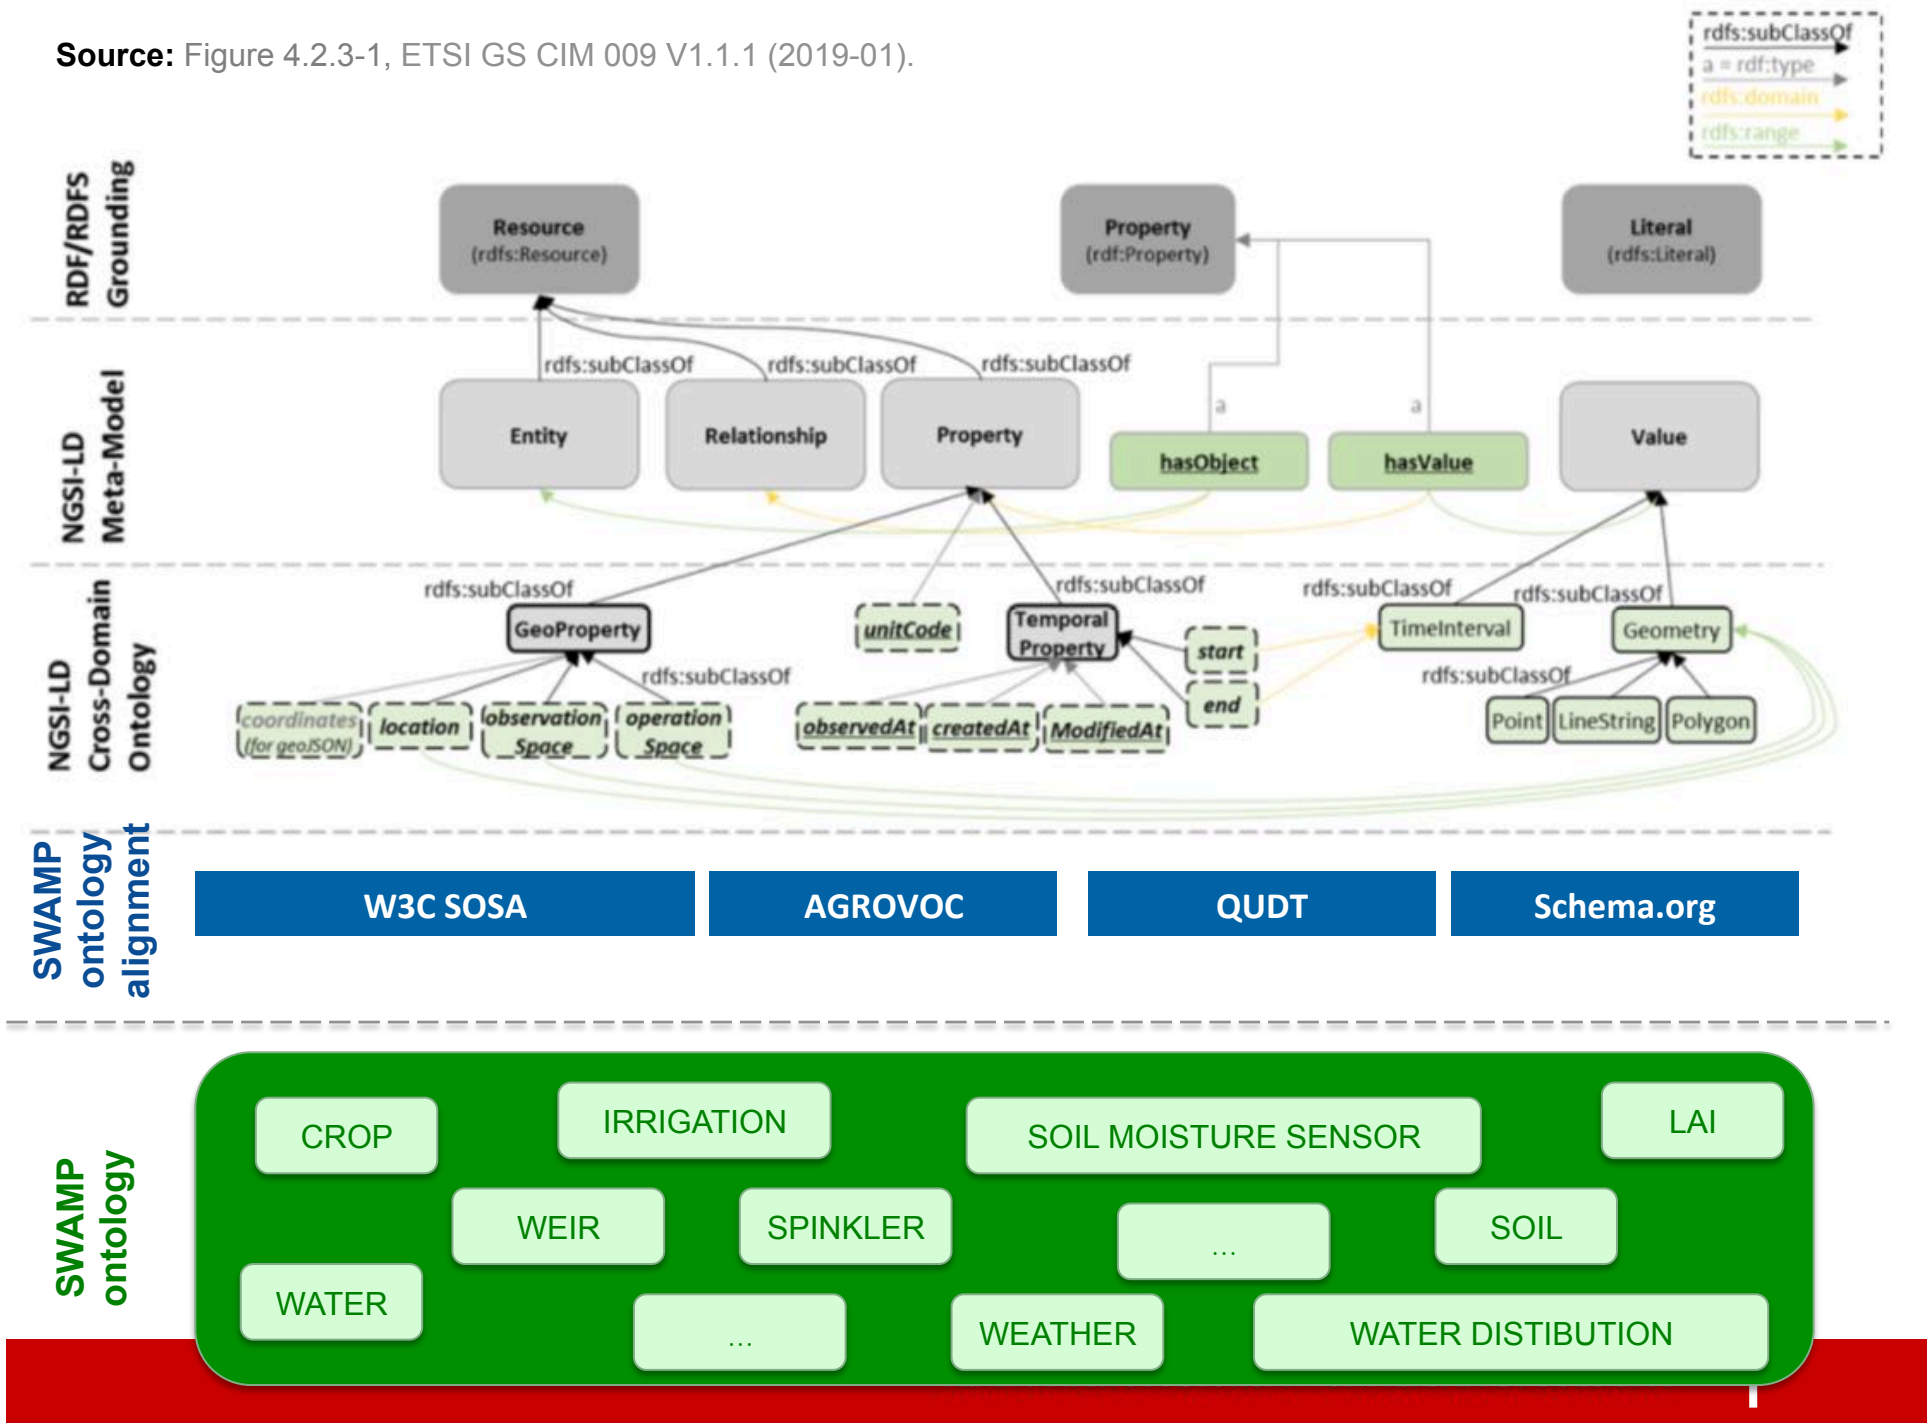 Source: Figure 4.2.3-1, ETSI GS CIM 009 V1.1.1 (2019-01).
rdfs:subClassOf
a = rdf:type
rdfs:domain
rdfs:range
RDF/RDFS
Grounding
Resource
(rdfs:Resource)
Property
(rdf:Property)
Literal
(rdfs:Literal)
NGSI-LD
Meta-Model
rdfs:subClassOf
rdfs:subClassOf
rdfs:subClassOf
a
a
Entity
Relationship
Property
hasObject
hasValue
Value
NGSI-LD
Cross-Domain
Ontology
rdfs:subClassOf
rdfs:subClassOf
rdfs:subClassOf
rdfs:subClassOf
GeoProperty
unitCode
Temporal
Property
start
end
TimeInterval
Geometry
rdfs:subClassOf
rdfs:subClassOf
coordinates
(for geoJSON)
location
observation
Space
operation
Space
observedAt
createdAt
ModifiedAt
Point
LineString
Polygon
SWAMP
ontology
alignment
W3C SOSA
AGROVOC
QUDT
Schema.org
SWAMP
ontology
CROP
IRRIGATION
SOIL MOISTURE SENSOR
LAI
WEIR
SPINKLER
...
SOIL
WATER
...
WEATHER
WATER DISTIBUTION